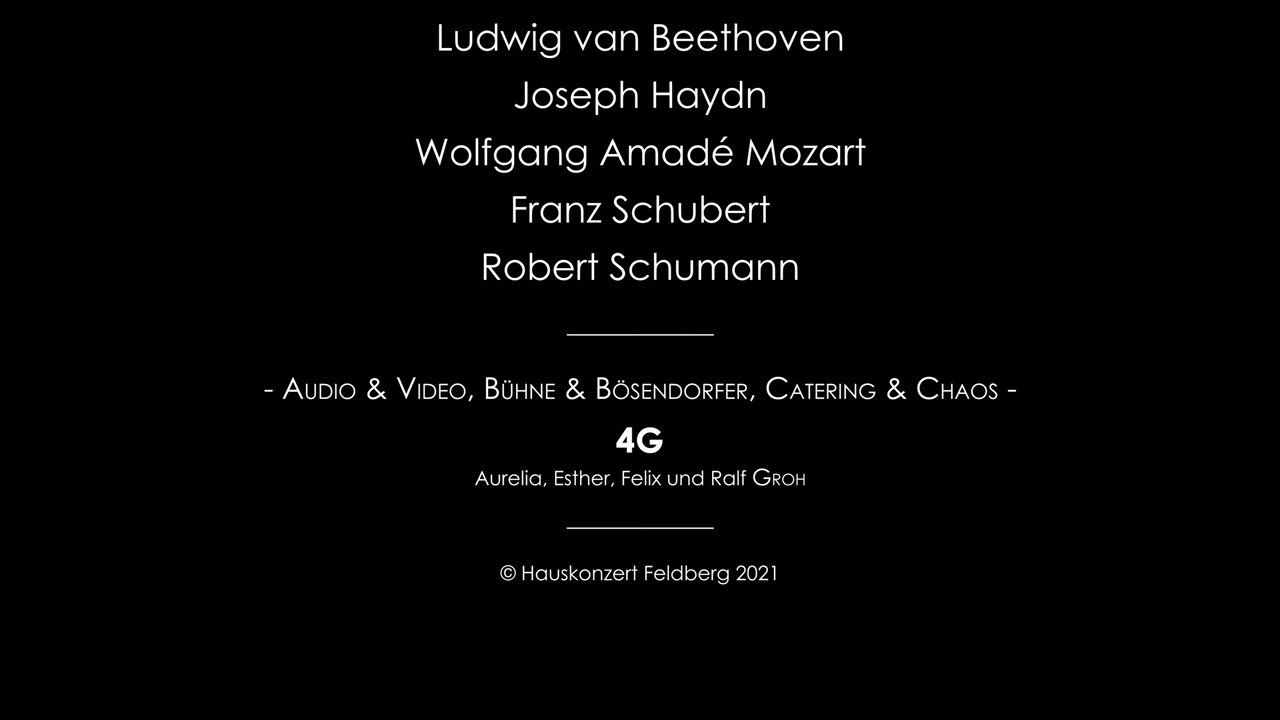 Ludwig van Beethoven
Joseph Haydn
Wolfgang Amadé Mozart
Franz Schubert
Robert Schumann
- Audio & Video, Bühne & Bösendorfer, Catering & Chaos -
4G
Aurelia, Esther, Felix und Ralf Groh
© Hauskonzert Feldberg 2021